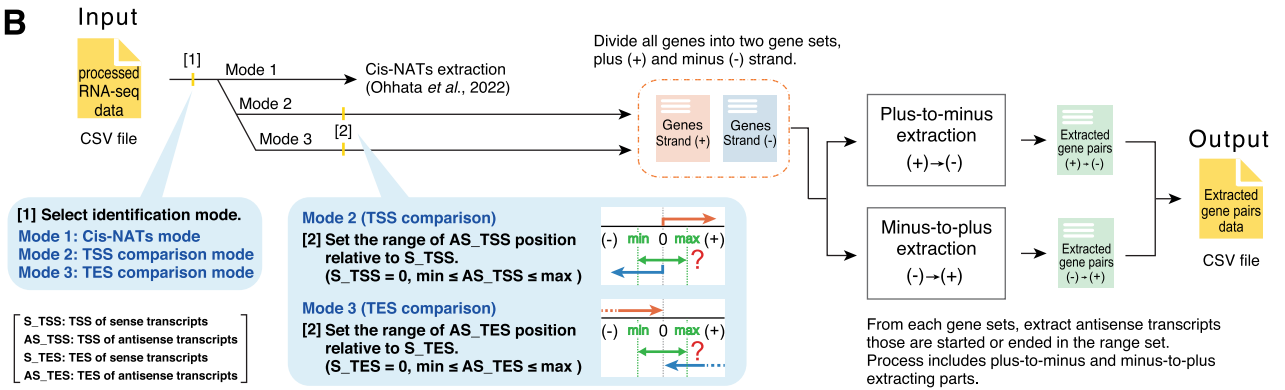 B
Input
processed
RNA-seq
data
CSV file
[1]
Mode 1
Mode 2
Mode 3
[2]
Cis-NATs extraction
(Ohhata et al., 2022)
Divide all genes into two gene sets,
plus (+) and minus (-) strand.
Genes
Strand (+)
Genes
Strand (-)
Plus-to-minus
extraction
(+)→(-)
Minus-to-plus
extraction
(-)→(+)
Extracted
gene pairs
(+)→(-)
Extracted
gene pairs
(-)→(+)
Output
Extracted
gene pairs
data
CSV file
From each gene sets, extract antisense transcripts
those are started or ended in the range set.
Process includes plus-to-minus and minus-to-plus
extracting parts.
[1] Select identification mode.
Mode 1: Cis-NATs mode
Mode 2: TSS comparison mode
Mode 3: TES comparison mode
S_TSS: TSS of sense transcripts
AS_TSS: TSS of antisense transcripts
S_TES: TES of sense transcripts
AS_TES: TES of antisense transcripts
Mode 2 (TSS comparison)
[2] Set the range of AS_TSS position
relative to S_TSS.
(S_TSS = 0, min ≤ AS_TSS ≤ max )
(-) min 0 max (+)
?
Mode 3 (TES comparison)
[2] Set the range of AS_TES position
relative to S_TES.
(S_TES = 0, min ≤ AS_TES ≤ max )
(-) min 0 max (+)
?